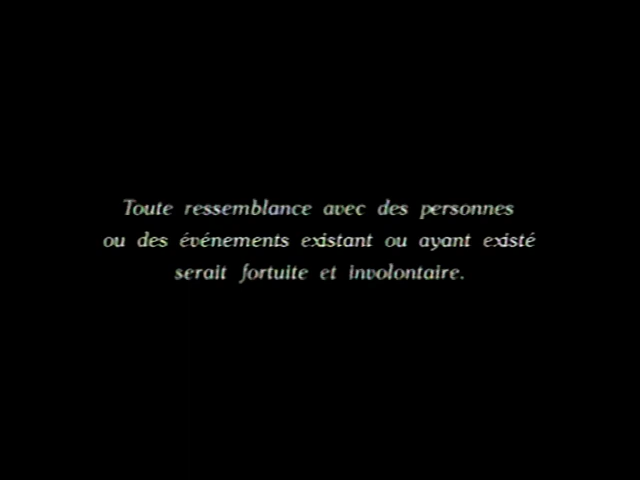 Toute ressemblance avec des personnes
ou des événements existant ou ayant existé
serait fortuite et involontaire.